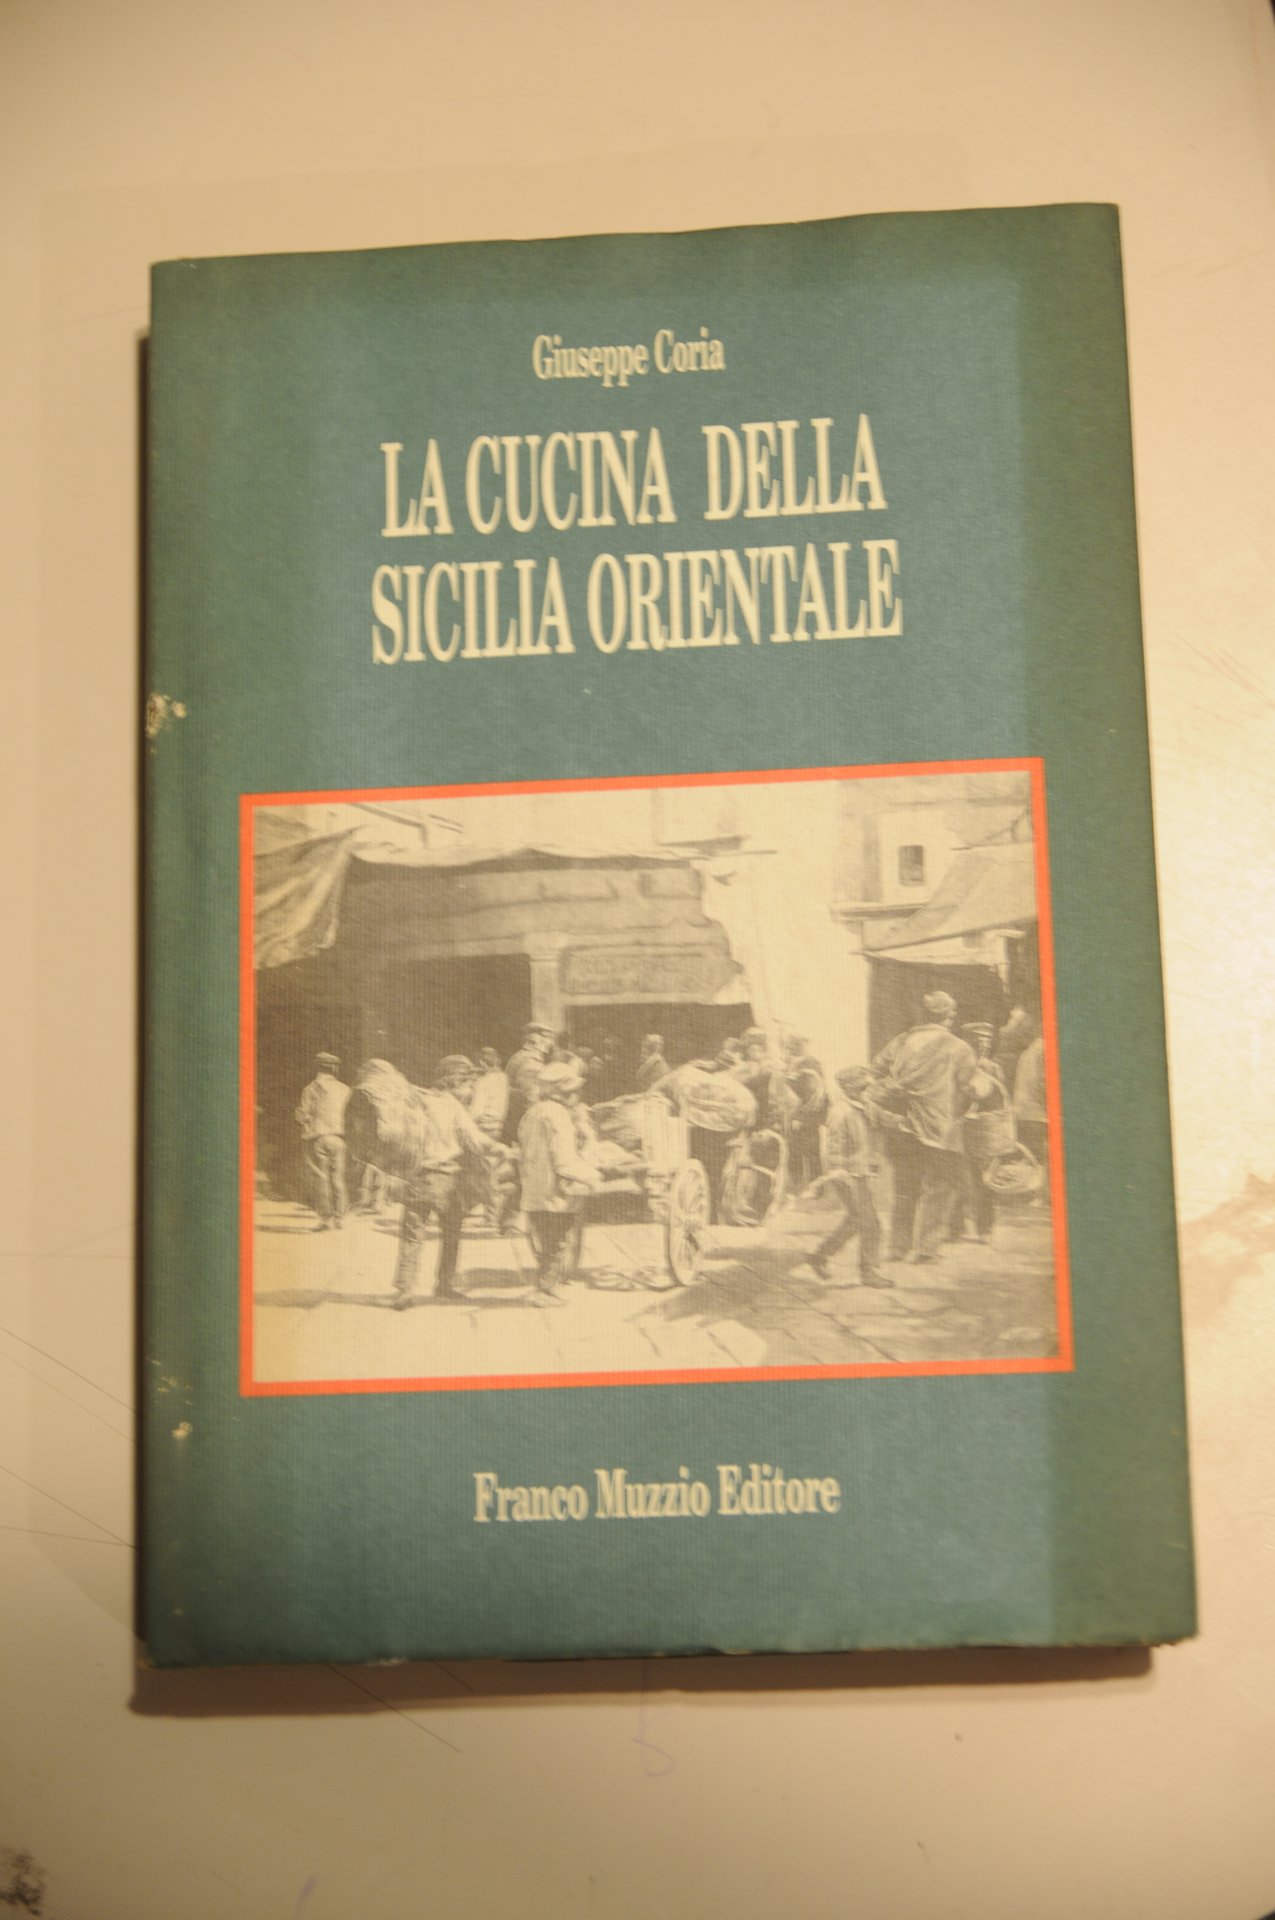 Giuseppe Coria
LA CUCINA DELLA
SICILIA ORIENTALE
Franco Muzzio Editore